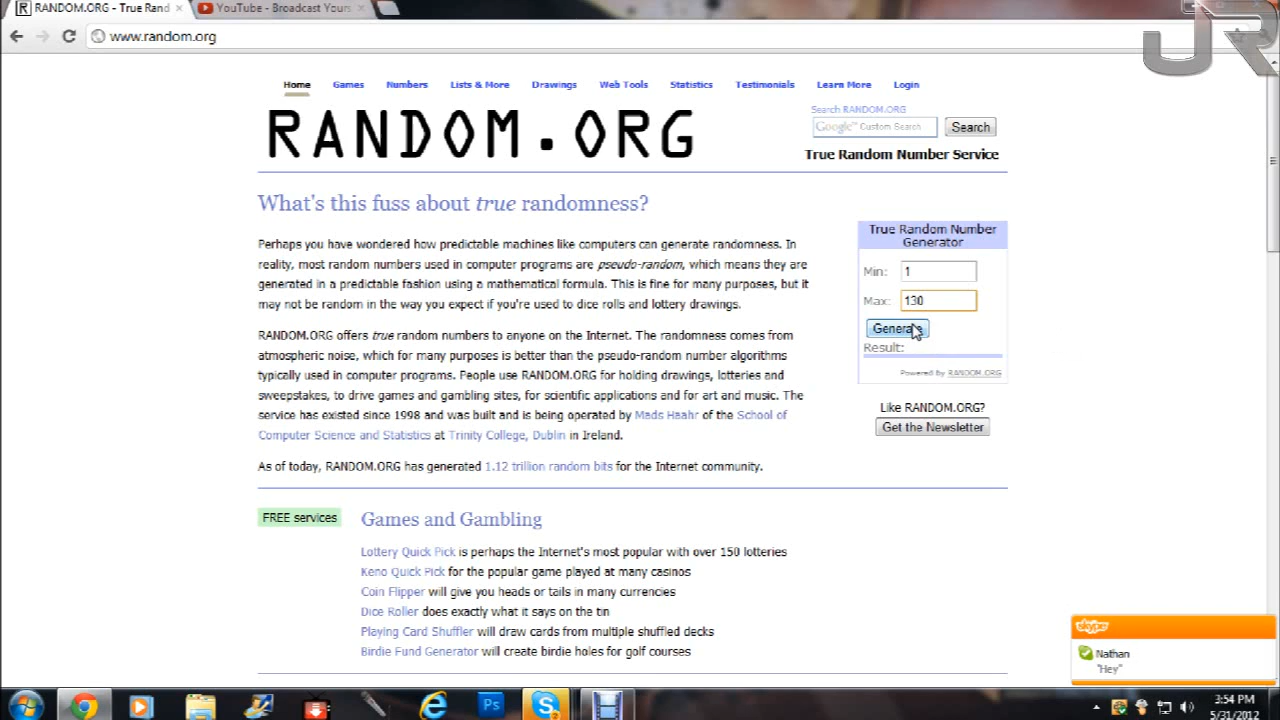 RANDOM.ORG - True Rand
YouTube - Broadcast Yours
www.random.org
JR
Home Games Numbers Lists & More Drawings Web Tools Statistics Testimonials Learn More Login
RANDOM.ORG
Search RANDOM.ORG
Google™ Custom Search Search
True Random Number Service
What's this fuss about true randomness?
Perhaps you have wondered how predictable machines like computers can generate randomness. In
reality, most random numbers used in computer programs are pseudo-random, which means they are
generated in a predictable fashion using a mathematical formula. This is fine for many purposes, but it
may not be random in the way you expect if you're used to dice rolls and lottery drawings.
RANDOM.ORG offers true random numbers to anyone on the Internet. The randomness comes from
atmospheric noise, which for many purposes is better than the pseudo-random number algorithms
typically used in computer programs. People use RANDOM.ORG for holding drawings, lotteries and
sweepstakes, to drive games and gambling sites, for scientific applications and for art and music. The
service has existed since 1998 and was built and is being operated by Mads Haahr of the School of
Computer Science and Statistics at Trinity College, Dublin in Ireland.
As of today, RANDOM.ORG has generated 1.12 trillion random bits for the Internet community.
True Random Number
Generator
Min: 1
Max: 130
Generate
Result:
Powered by RANDOM.ORG
Like RANDOM.ORG?
Get the Newsletter
FREE services
Games and Gambling
Lottery Quick Pick is perhaps the Internet's most popular with over 150 lotteries
Keno Quick Pick for the popular game played at many casinos
Coin Flipper will give you heads or tails in many currencies
Dice Roller does exactly what it says on the tin
Playing Card Shuffler will draw cards from multiple shuffled decks
Birdie Fund Generator will create birdie holes for golf courses
skype
Nathan
"Hey"
Ps
3:54 PM
5/31/2012